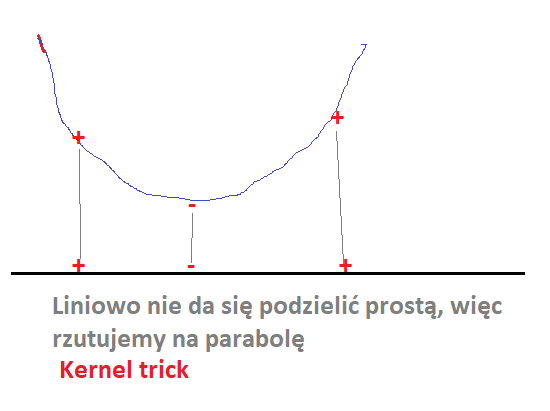 + +
-
+ - +
Liniowo nie da się podzielić prostą, więc
rzutujemy na parabolę
Kernel trick